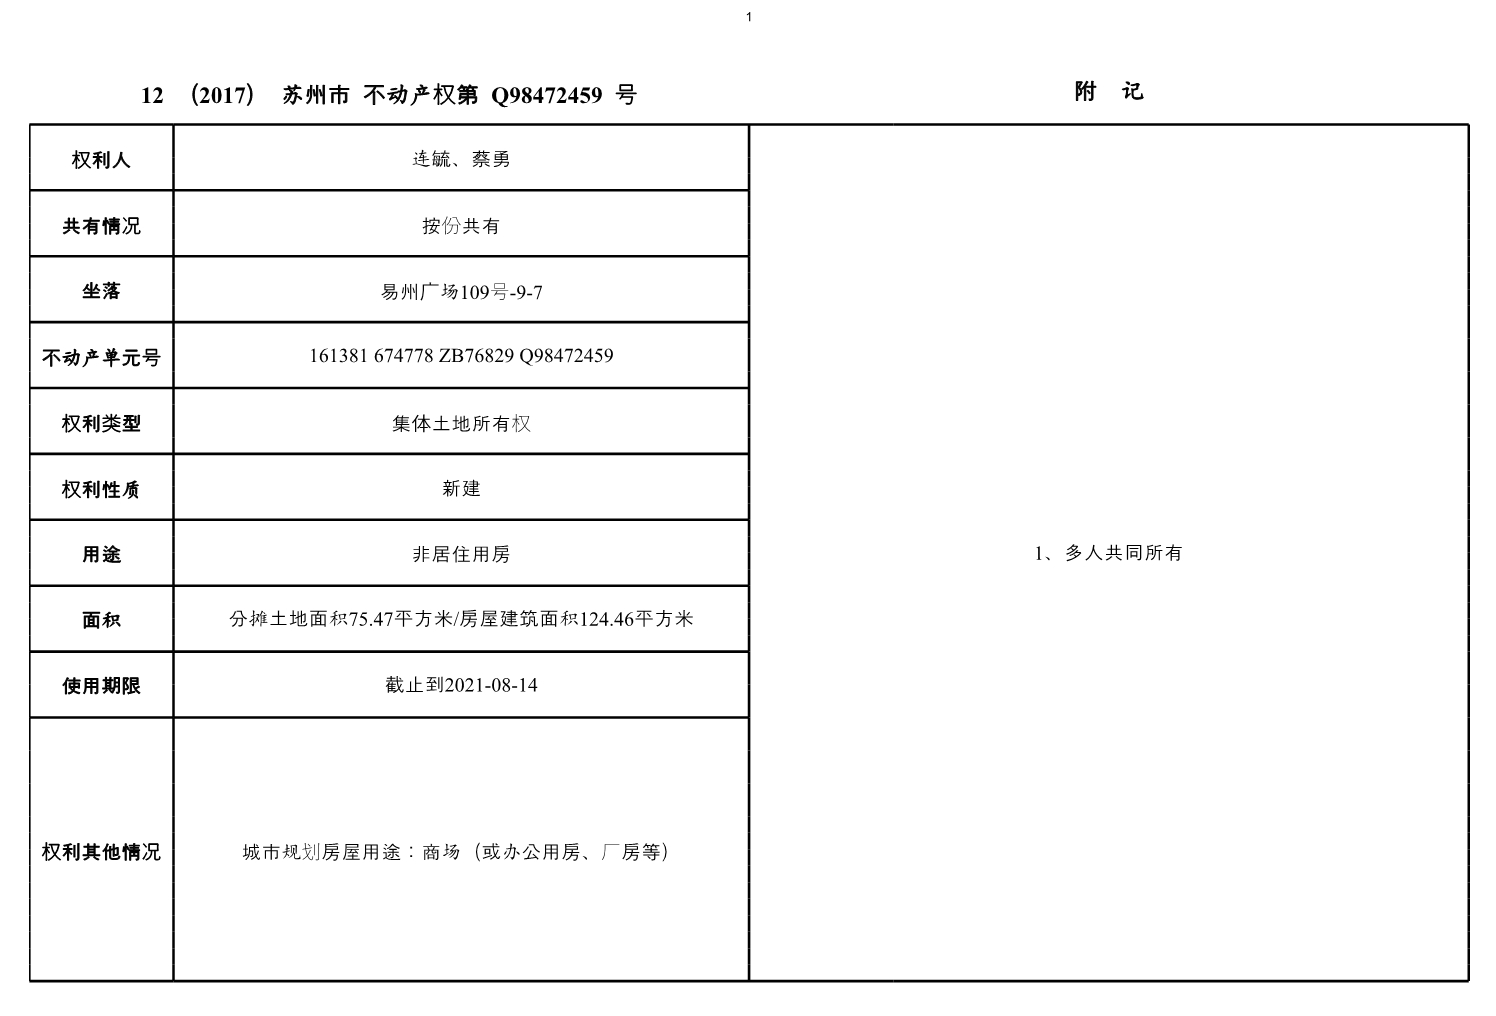 1
12 （2017） 苏州市 不动产权第 Q98472459 号
附 记
权利人 连毓、蔡勇
共有情况 按份共有
坐落 易州广场109号-9-7
不动产单元号 161381 674778 ZB76829 Q98472459
权利类型 集体土地所有权
权利性质 新建
用途 非居住用房
1、多人共同所有
面积 分摊土地面积75.47平方米/房屋建筑面积124.46平方米
使用期限 截止到2021-08-14
权利其他情况 城市规划房屋用途：商场（或办公用房、厂房等）